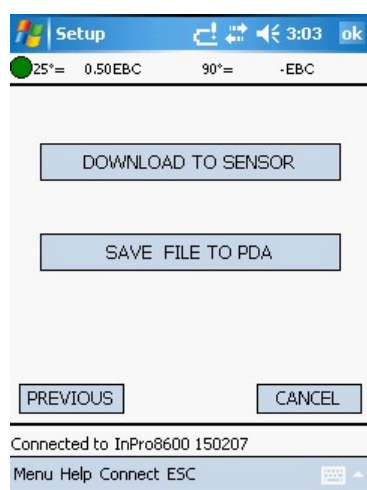 Setup 3:03 ok
25°= 0.50EBC 90°= -EBC
DOWNLOAD TO SENSOR
SAVE FILE TO PDA
PREVIOUS CANCEL
Connected to InPro8600 150207
Menu Help Connect ESC